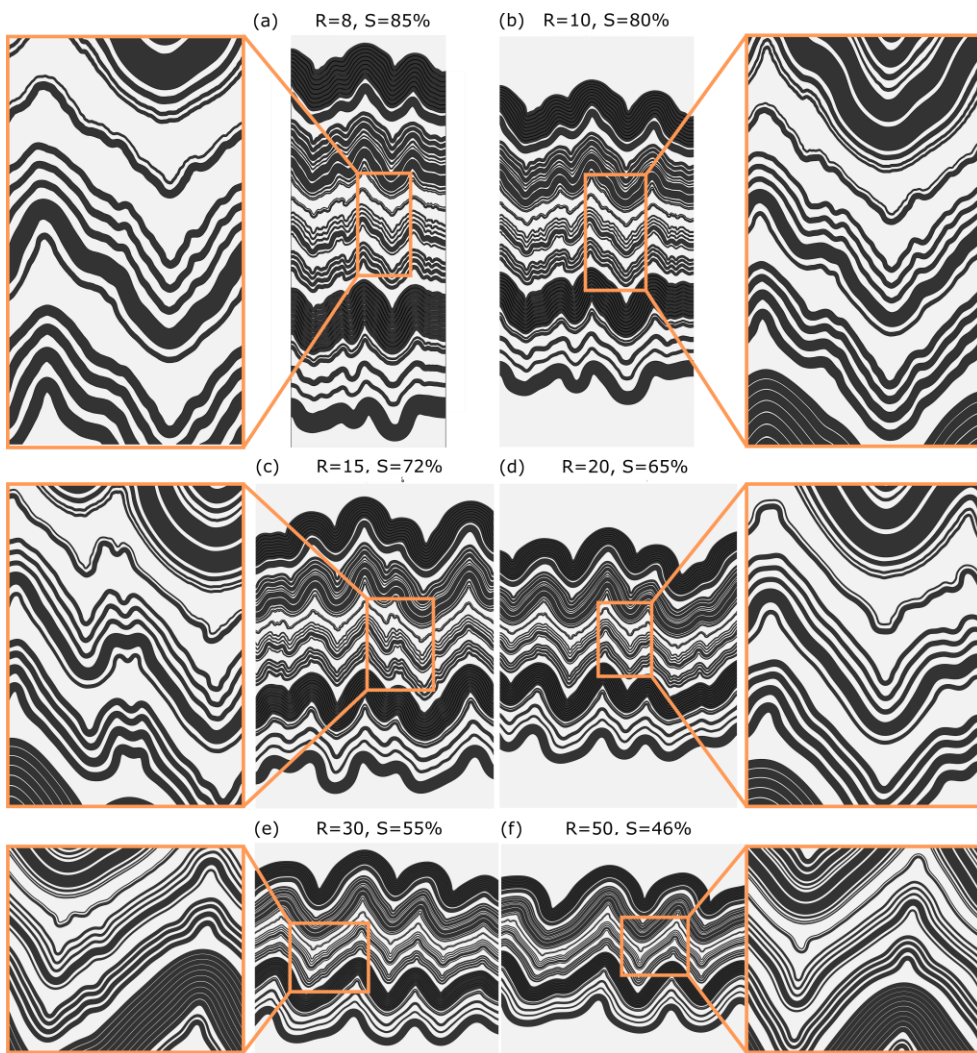 (a) R=8, S=85% (b) R=10, S=80%
(c) R=15, S=72% (d) R=20, S=65%
(e) R=30, S=55% (f) R=50, S=46%